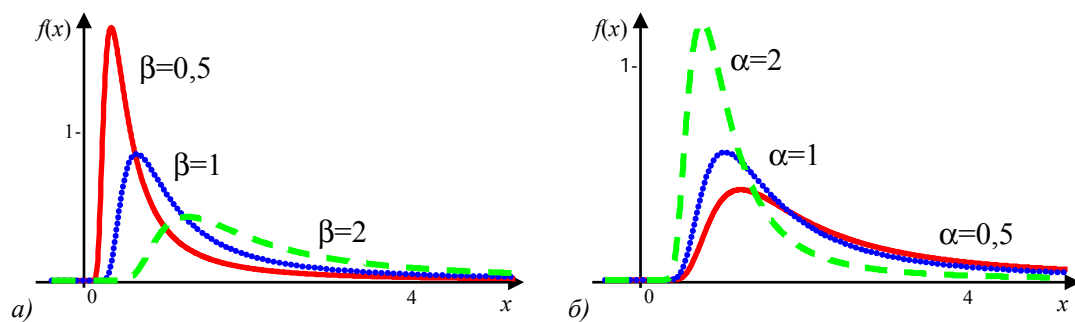 f(x)
β=0,5
1-
β=1
β=2
0
4
x
а)
f(x)
1-
α=2
α=1
α=0,5
0
4
x
б)